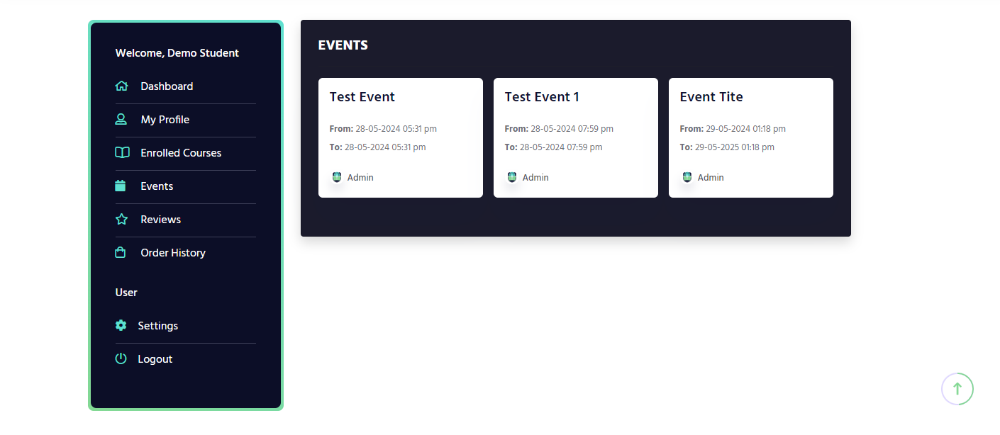 Welcome, Demo Student
Dashboard
My Profile
Enrolled Courses
Events
Reviews
Order History
User
Settings
Logout
EVENTS
Test Event
From: 28-05-2024 05:31 pm
To: 28-05-2024 05:31 pm
Admin
Test Event 1
From: 28-05-2024 07:59 pm
To: 28-05-2024 07:59 pm
Admin
Event Tite
From: 29-05-2024 01:18 pm
To: 29-05-2025 01:18 pm
Admin